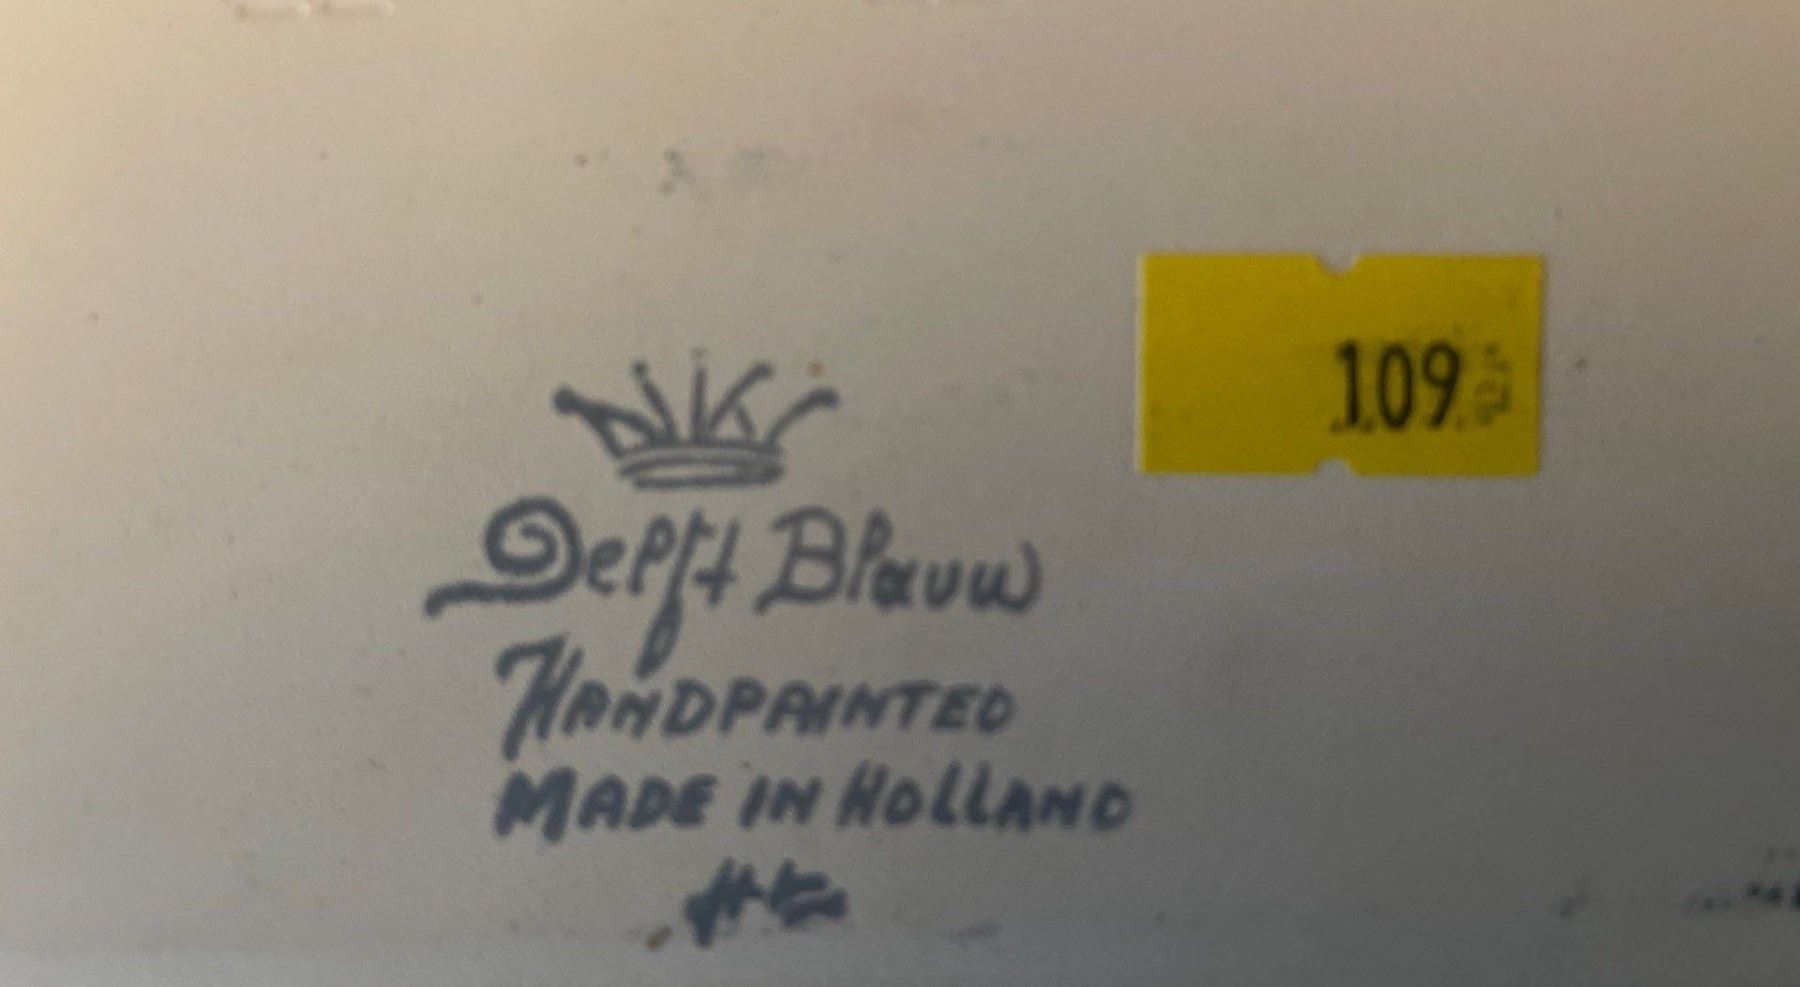 109
Delft Blauw
HANDPAINTED
MADE IN HOLLAND